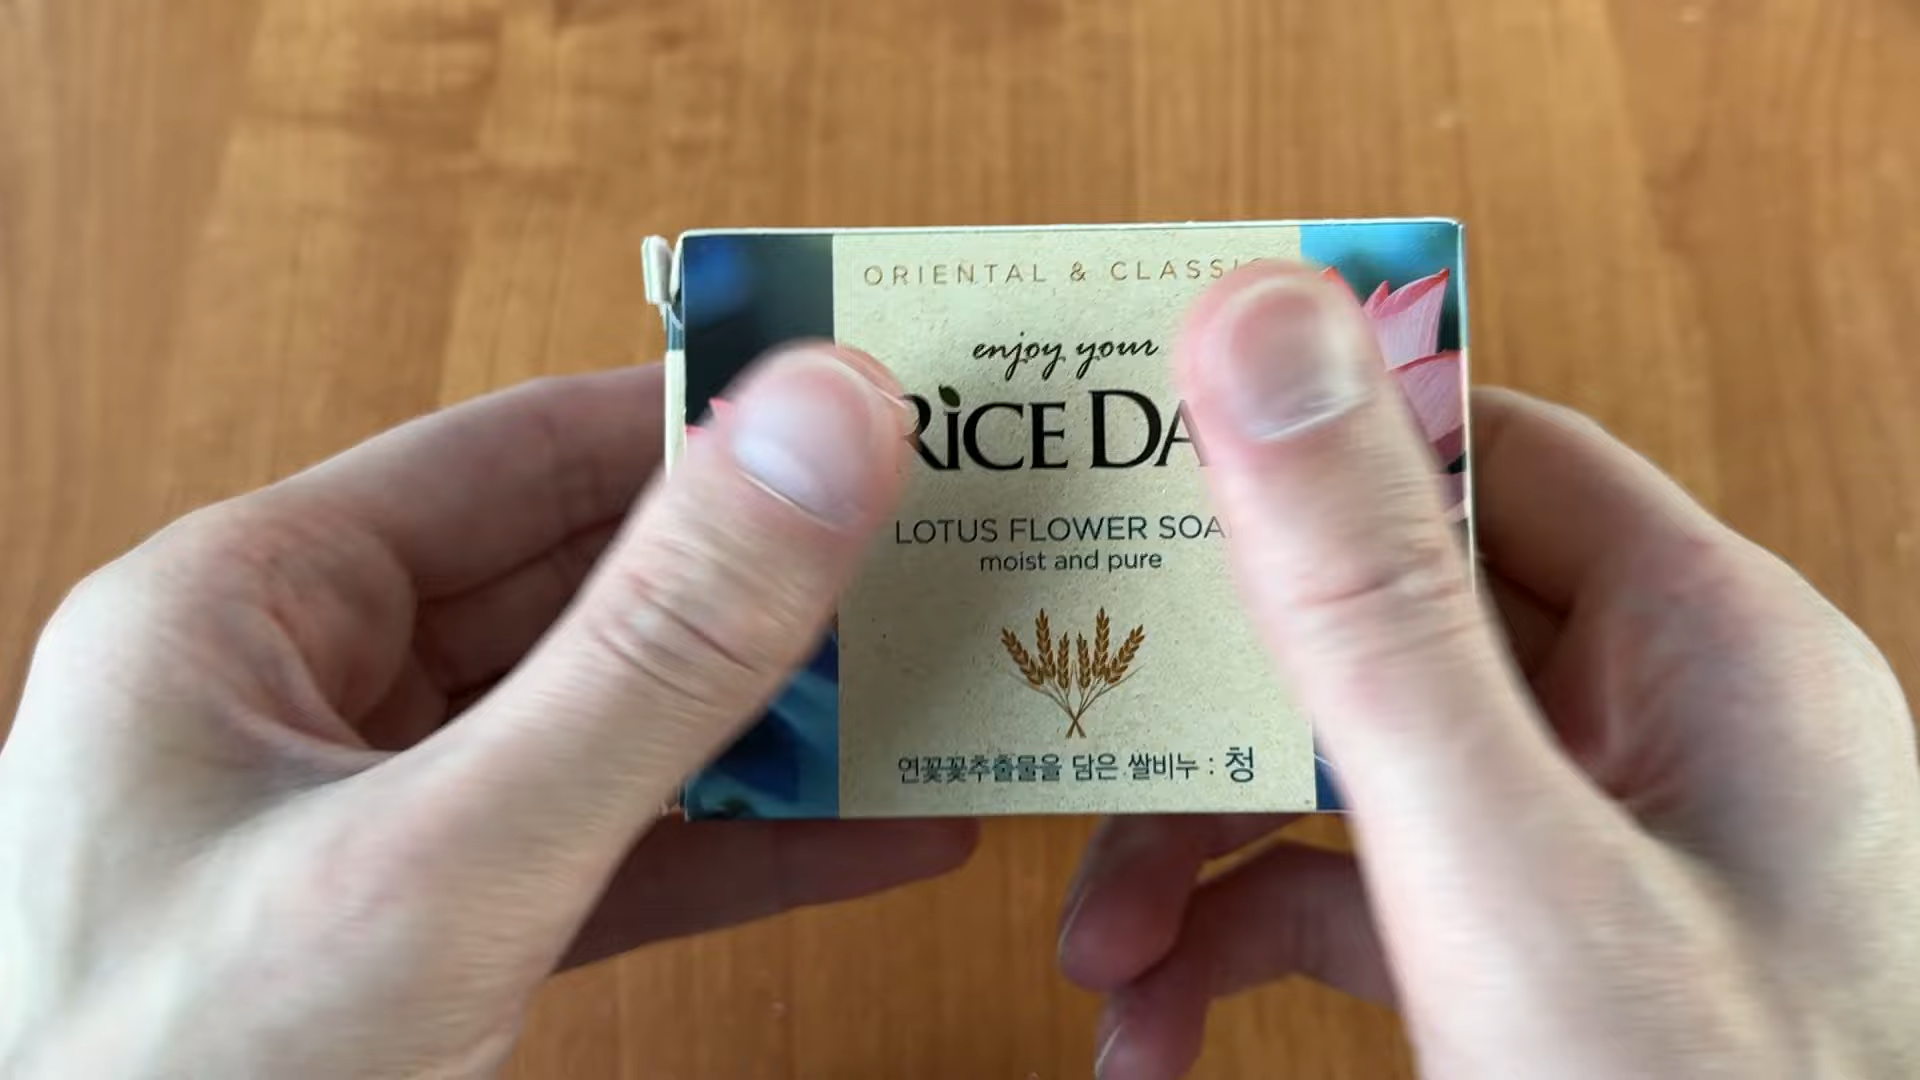 ORIENTAL & CLASSIC
enjoy your
RiCE DA
LOTUS FLOWER SOA
moist and pure
연꽃꽃추출물을 담은 쌀비누 : 청